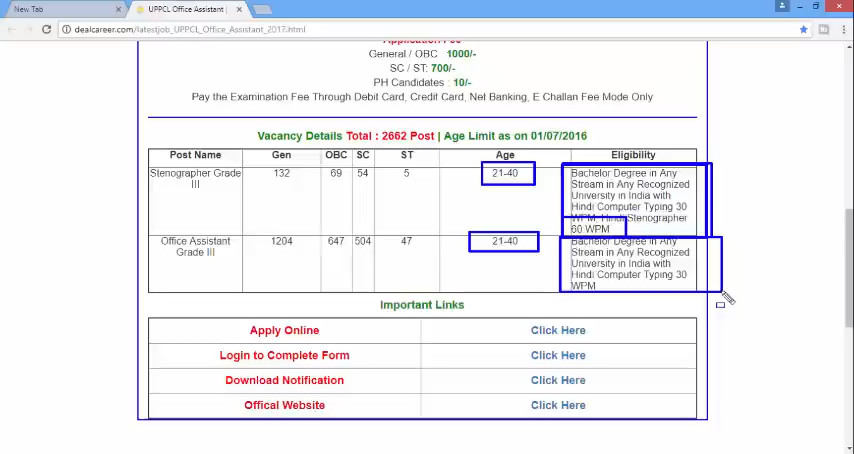 New Tab
UPPCL Office Assistant |
dealcareer.com/latestjob_UPPCL_Office_Assistant_2017.html
Application Fee
General / OBC 1000/-
SC / ST: 700/-
PH Candidates : 10/-
Pay the Examination Fee Through Debit Card, Credit Card, Net Banking, E Challan Fee Mode Only
Vacancy Details Total : 2662 Post | Age Limit as on 01/07/2016
Post Name Gen OBC SC ST Age Eligibility
Stenographer Grade III 132 69 54 5 21-40 Bachelor Degree in Any
Stream in Any Recognized
University in India with
Hindi Computer Typing 30
WPM, Hindi Stenographer
60 WPM
Office Assistant Grade III 1204 647 504 47 21-40 Bachelor Degree in Any
Stream in Any Recognized
University in India with
Hindi Computer Typing 30
WPM
Important Links
Apply Online Click Here
Login to Complete Form Click Here
Download Notification Click Here
Offical Website Click Here